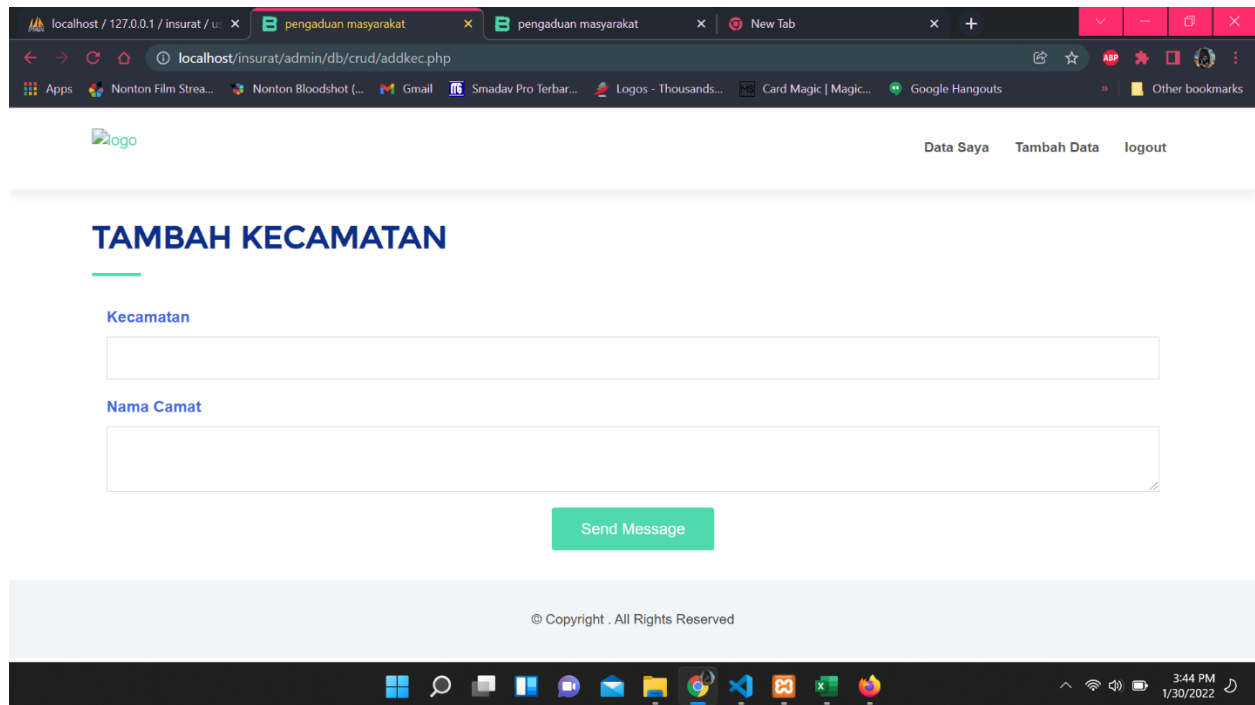 localhost / 127.0.0.1 / insurat / us
pengaduan masyarakat
pengaduan masyarakat
New Tab
localhost/insurat/admin/db/crud/addkec.php
ABP
Apps
Nonton Film Strea...
Nonton Bloodshot (...
Gmail
Smadav Pro Terbar...
Logos - Thousands...
MS
Card Magic | Magic...
Google Hangouts
»
Other bookmarks
logo
Data Saya
Tambah Data
logout
TAMBAH KECAMATAN
Kecamatan
Nama Camat
Send Message
© Copyright . All Rights Reserved
3:44 PM
1/30/2022